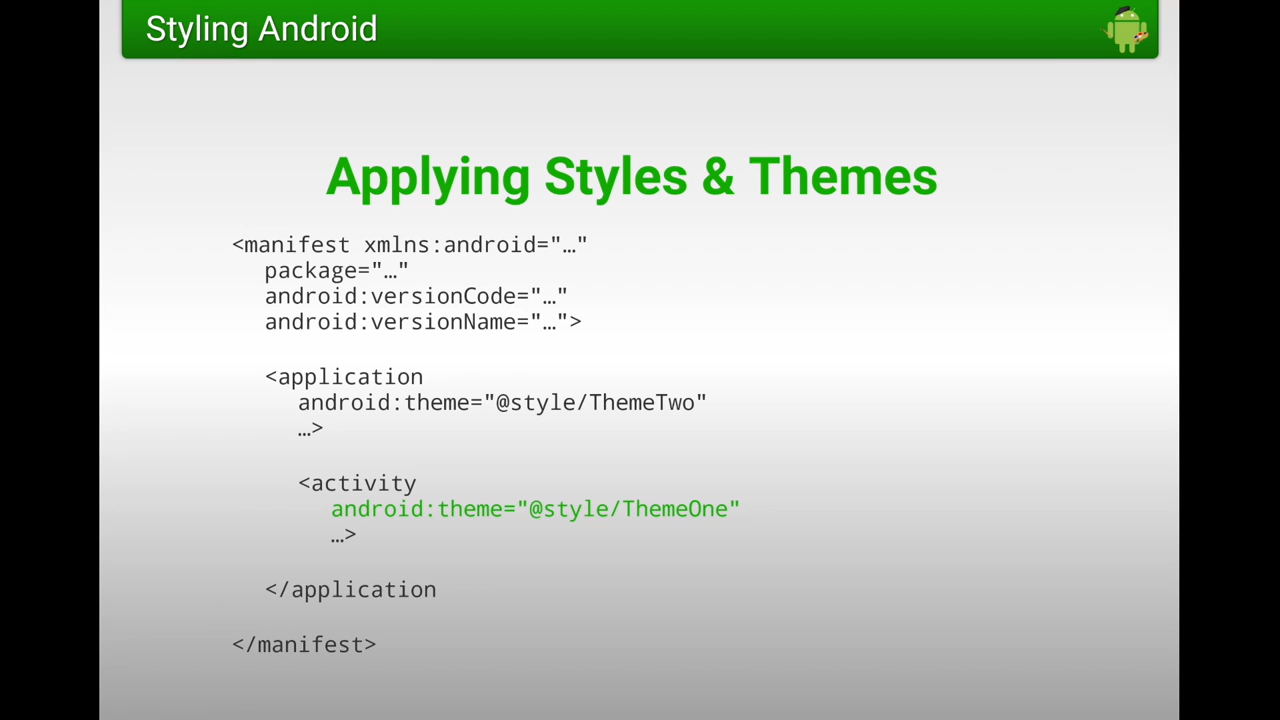 Styling Android
Applying Styles & Themes
<manifest xmlns:android="…"
package="…"
android:versionCode="…"
android:versionName="…">
<application
android:theme="@style/ThemeTwo"
…>
<activity
android:theme="@style/ThemeOne"
…>
</application
</manifest>